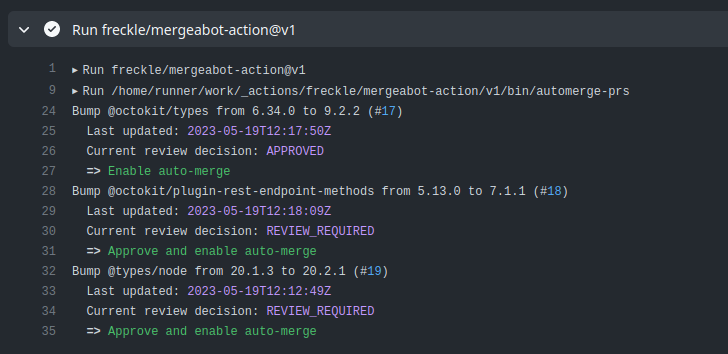 Run freckle/mergeabot-action@v1
1 ▸ Run freckle/mergeabot-action@v1
9 ▸ Run /home/runner/work/_actions/freckle/mergeabot-action/v1/bin/automerge-prs
24 Bump @octokit/types from 6.34.0 to 9.2.2 (#17)
25 Last updated: 2023-05-19T12:17:50Z
26 Current review decision: APPROVED
27 => Enable auto-merge
28 Bump @octokit/plugin-rest-endpoint-methods from 5.13.0 to 7.1.1 (#18)
29 Last updated: 2023-05-19T12:18:09Z
30 Current review decision: REVIEW_REQUIRED
31 => Approve and enable auto-merge
32 Bump @types/node from 20.1.3 to 20.2.1 (#19)
33 Last updated: 2023-05-19T12:12:49Z
34 Current review decision: REVIEW_REQUIRED
35 => Approve and enable auto-merge